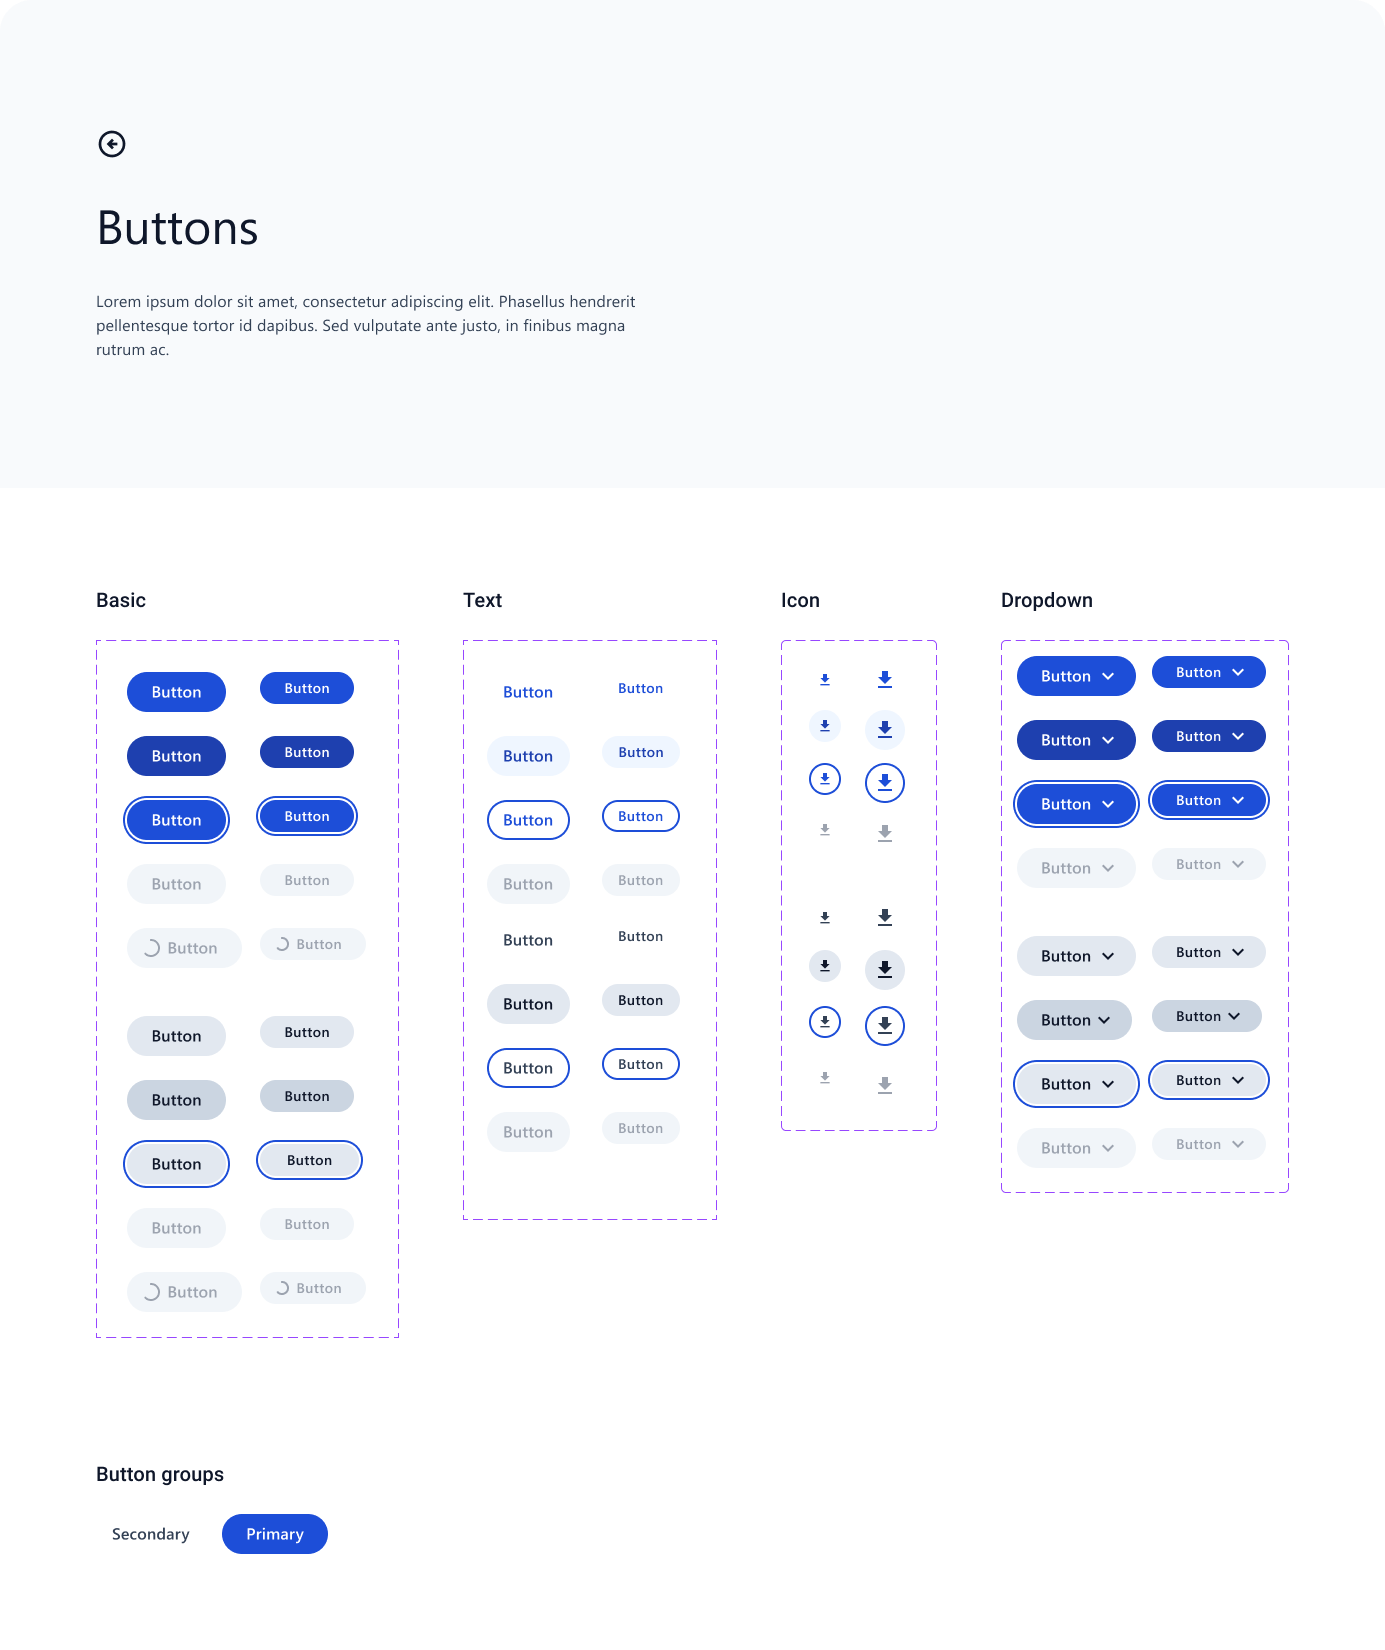 Buttons
Lorem ipsum dolor sit amet, consectetur adipiscing elit. Phasellus hendrerit
pellentesque tortor id dapibus. Sed vulputate ante justo, in finibus magna
rutrum ac.
Basic
Button Button
Button Button
Button Button
Button Button
Button Button
Button Button
Button Button
Button Button
Button Button
Button Button
Text
Button Button
Button Button
Button Button
Button Button
Button Button
Button Button
Button Button
Button Button
Icon
Dropdown
Button Button
Button Button
Button Button
Button Button
Button Button
Button Button
Button Button
Button Button
Button groups
Secondary Primary